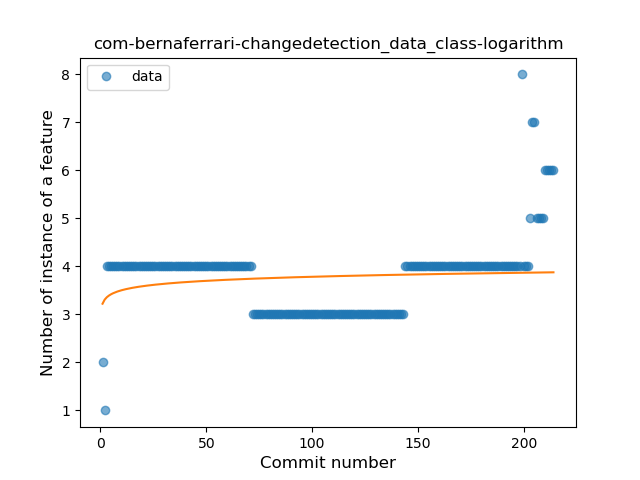 com-bernaferrari-changedetection_data_class-logarithm
data
8
7
6
5
4
3
2
1
Number of instance of a feature
0 50 100 150 200
Commit number